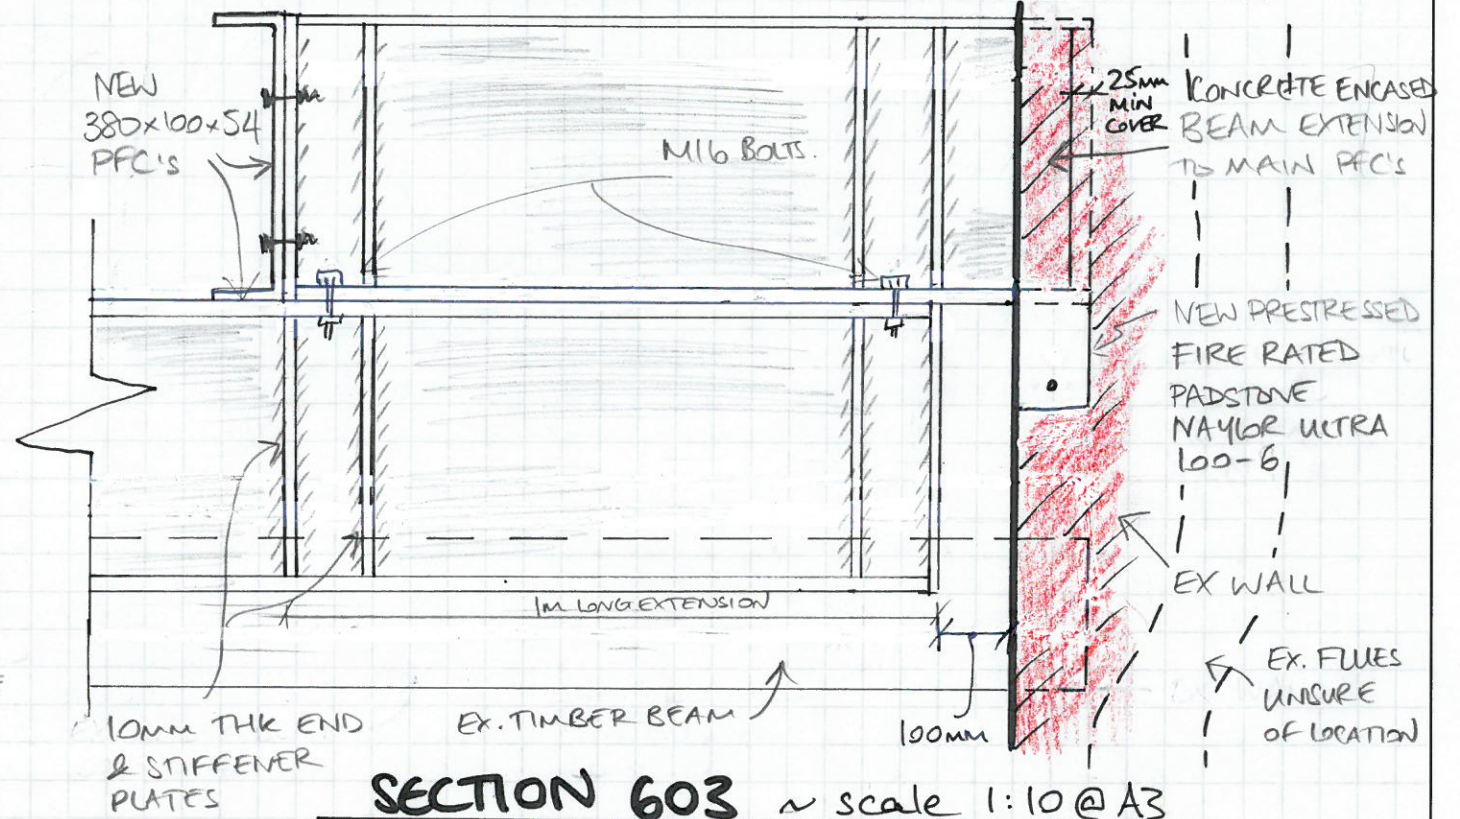 NEW
380x100x54
PFC'S
M16 BOLTS.
25mm
MIN
COVER
CONCRETE ENCASED
BEAM EXTENSION
TO MAIN PFC'S
NEW PRESTRESSED
FIRE RATED
PADSTONE
NAYLOR ULTRA
100-6
EX WALL
EX. FLUES
UNSURE
OF LOCATION
1M LONG EXTENSION
10mm THK END
& STIFFENER
PLATES
EX. TIMBER BEAM
100mm
SECTION 603 ~ scale 1:10 @ A3